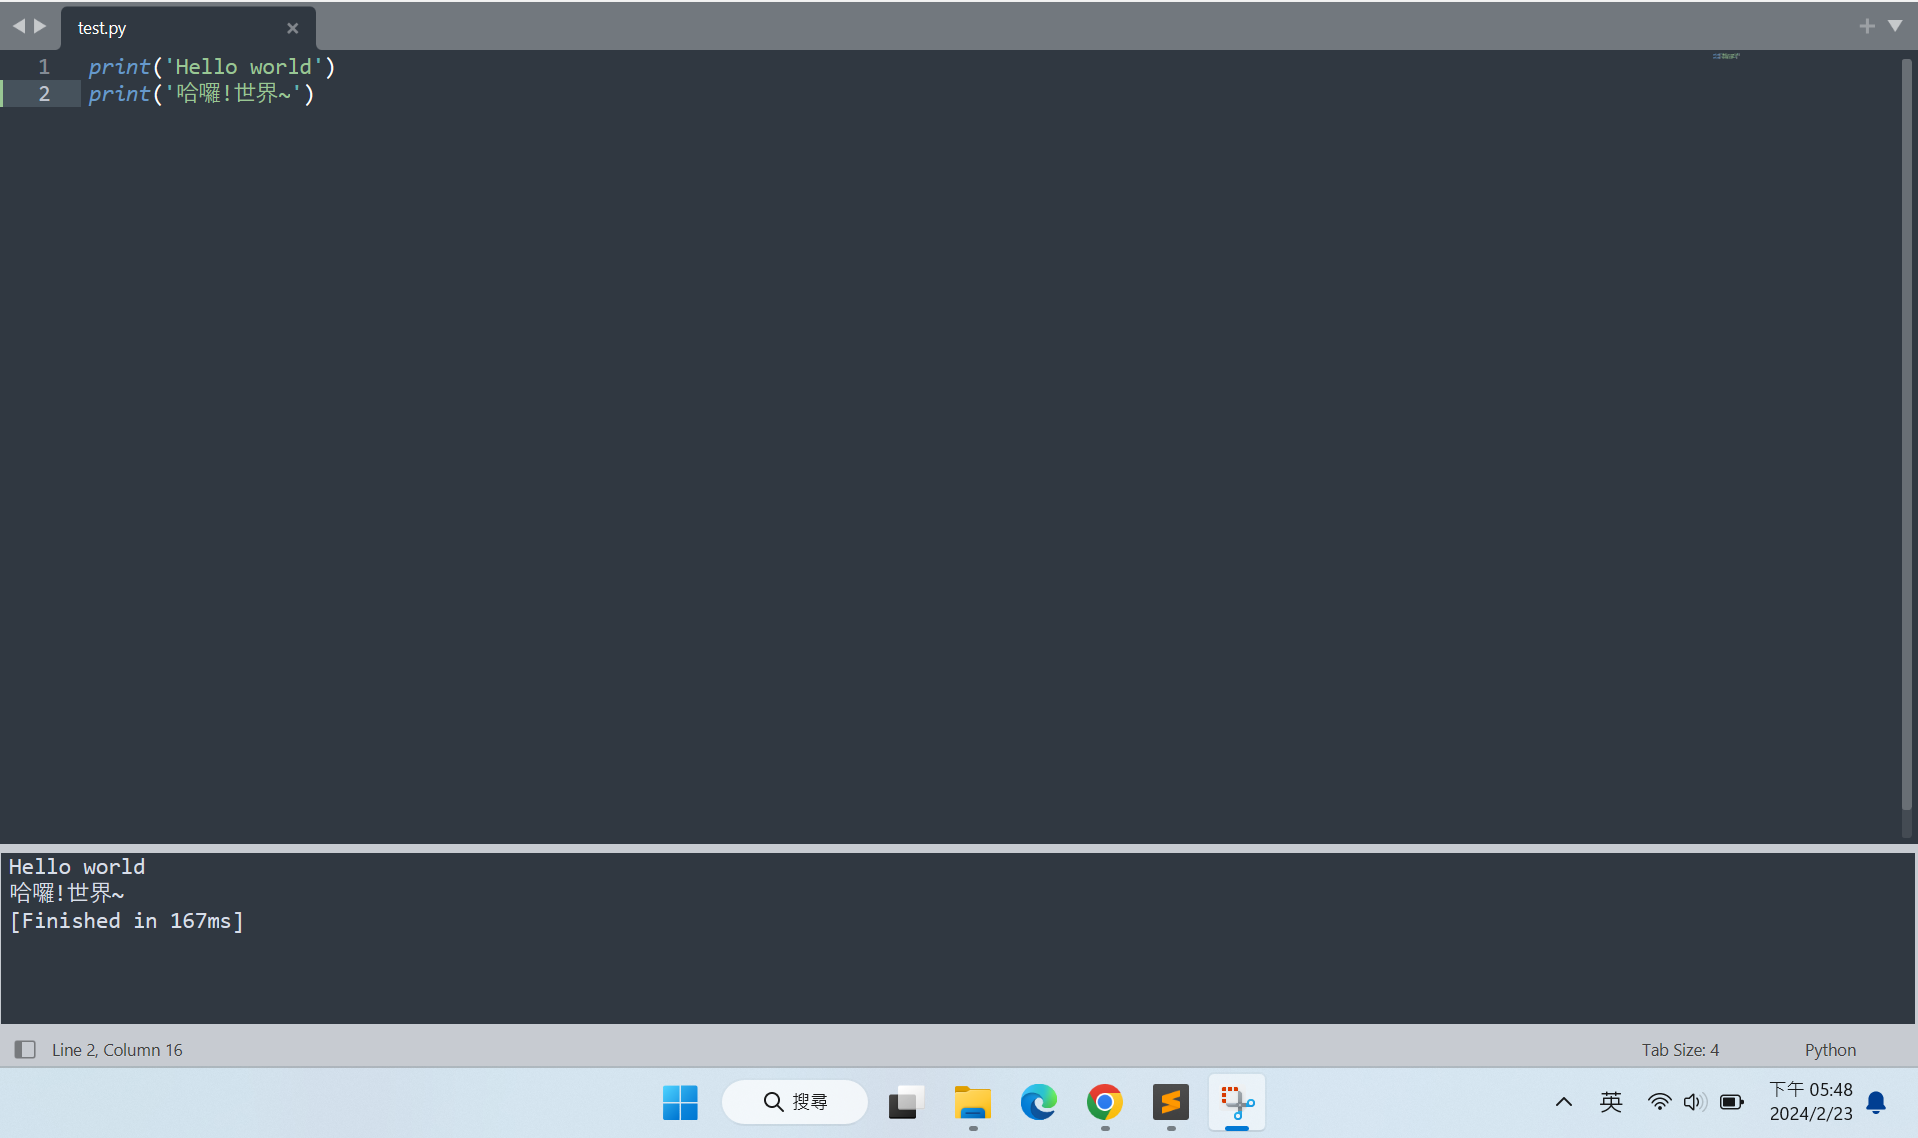 test.py
1 print('Hello world')
2 print('哈囉!世界~')
Hello world
哈囉!世界~
[Finished in 167ms]
Line 2, Column 16
Tab Size: 4
Python
搜尋
英
下午 05:48
2024/2/23